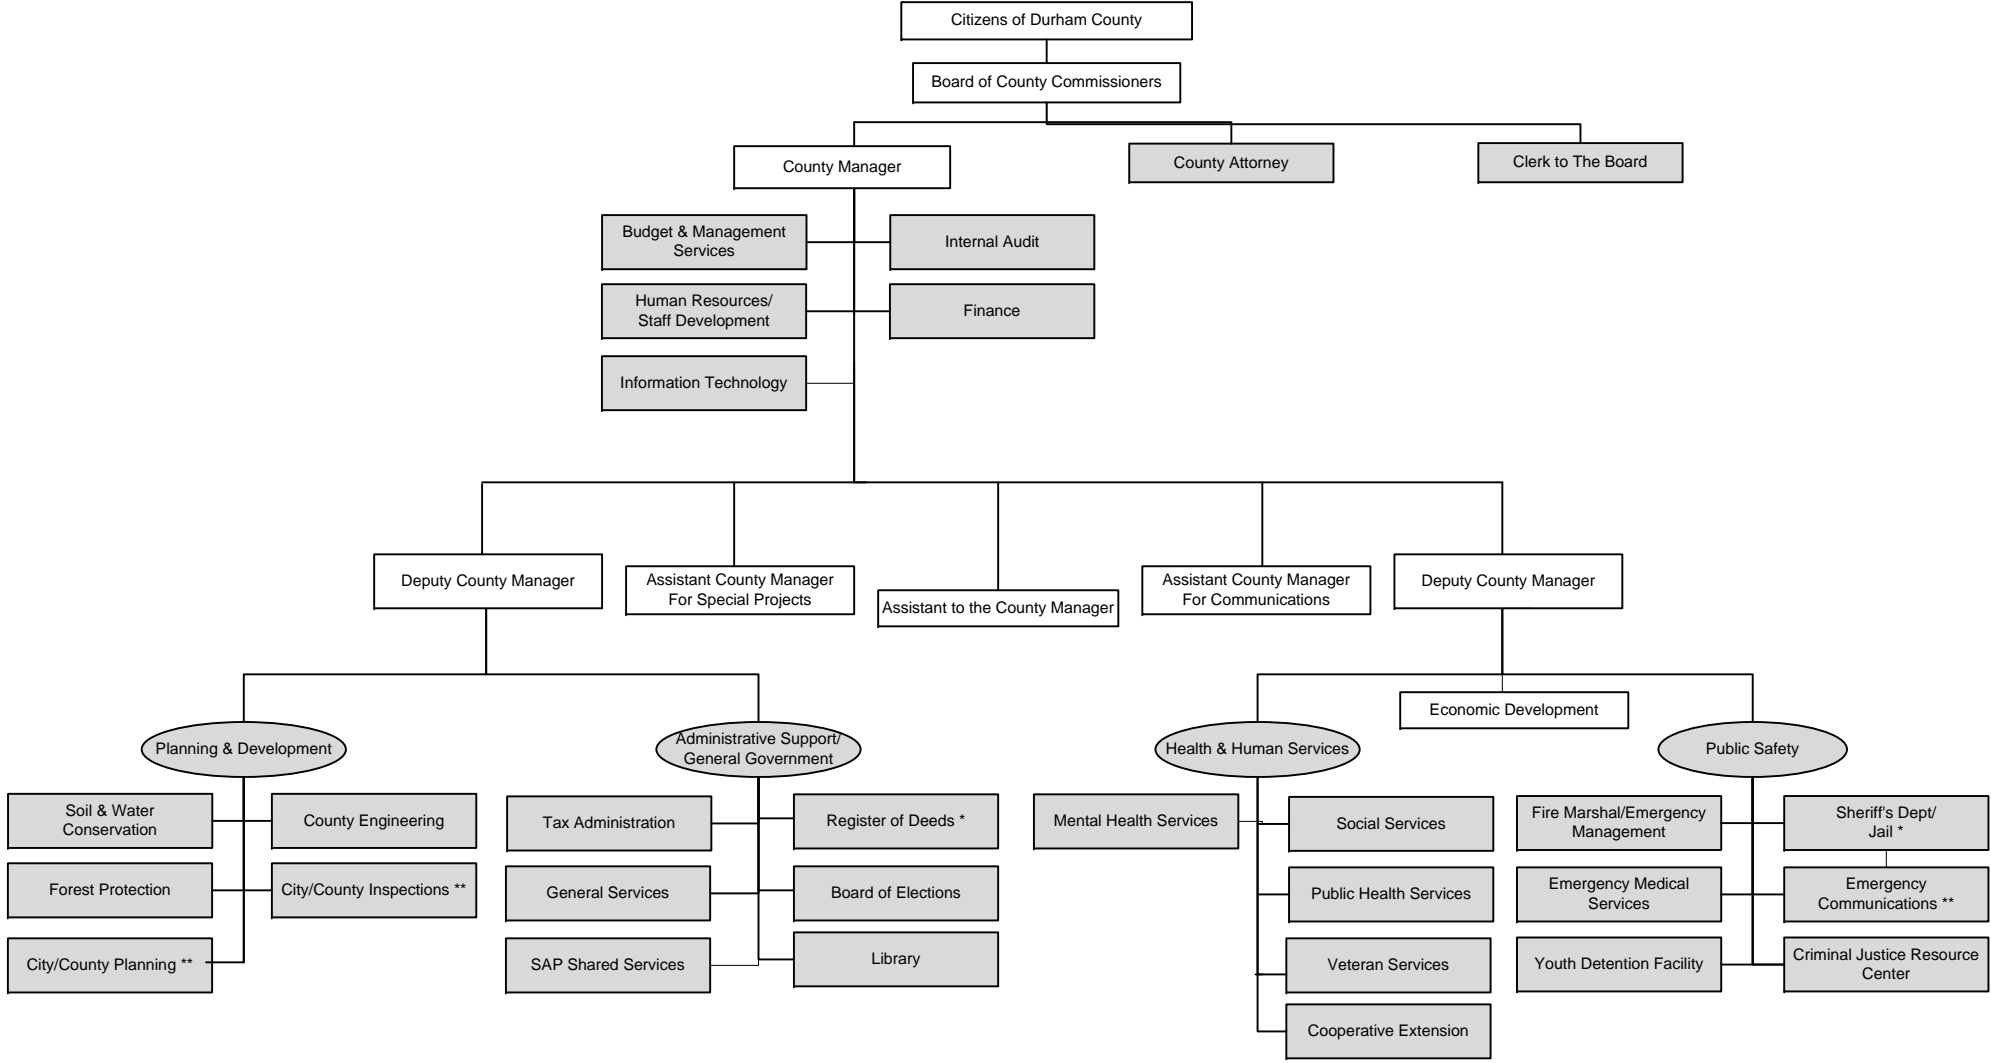 Citizens of Durham County
Board of County Commissioners
County Manager
County Attorney
Clerk to The Board
Budget & Management
Services
Internal Audit
Human Resources/
Staff Development
Finance
Information Technology
Deputy County Manager
Assistant County Manager
For Special Projects
Assistant to the County Manager
Assistant County Manager
For Communications
Deputy County Manager
Economic Development
Planning & Development
Administrative Support/
General Government
Health & Human Services
Public Safety
Soil & Water
Conservation
County Engineering
Forest Protection
City/County Inspections **
City/County Planning **
Tax Administration
Register of Deeds *
General Services
Board of Elections
SAP Shared Services
Library
Mental Health Services
Social Services
Public Health Services
Veteran Services
Cooperative Extension
Fire Marshal/Emergency
Management
Sheriff's Dept/
Jail *
Emergency Medical
Services
Emergency
Communications **
Youth Detention Facility
Criminal Justice Resource
Center